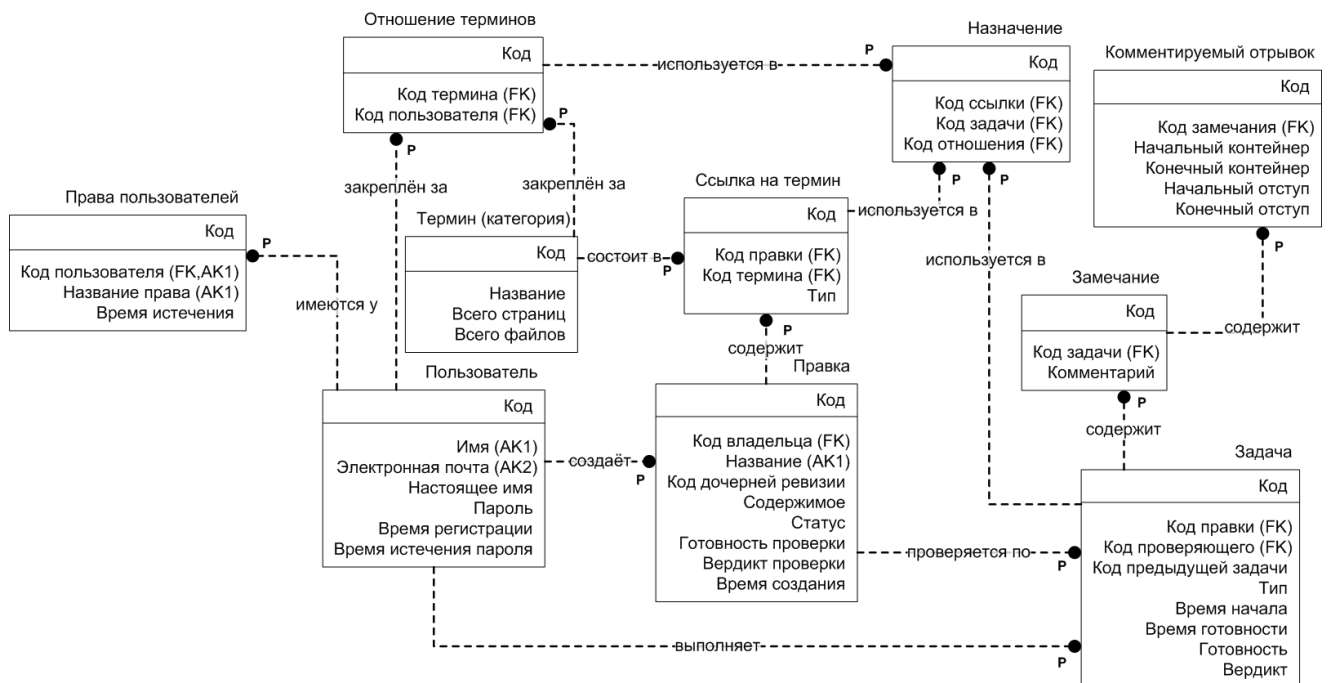 Отношение терминов
Код
Код термина (FK)
Код пользователя (FK)
P
P
используется в
P
Назначение
Код
Код ссылки (FK)
Код задачи (FK)
Код отношения (FK)
P
P
Комментируемый отрывок
Код
Код замечания (FK)
Начальный контейнер
Конечный контейнер
Начальный отступ
Конечный отступ
P
закреплён за
закреплён за
Права пользователей
Код
Код пользователя (FK,AK1)
Название права (AK1)
Время истечения
P
имеются у
Термин (категория)
Код
Название
Всего страниц
Всего файлов
состоит в
P
Ссылка на термин
Код
Код правки (FK)
Код термина (FK)
Тип
P
используется в
используется в
содержит
Замечание
Код
Код задачи (FK)
Комментарий
P
содержит
содержит
Пользователь
Код
Имя (AK1)
Электронная почта (AK2)
Настоящее имя
Пароль
Время регистрации
Время истечения пароля
создаёт
P
Правка
Код
Код владельца (FK)
Название (AK1)
Код дочерней ревизии
Содержимое
Статус
Готовность проверки
Вердикт проверки
Время создания
проверяется по
P
выполняет
P
Задача
Код
Код правки (FK)
Код проверяющего (FK)
Код предыдущей задачи
Тип
Время начала
Время готовности
Готовность
Вердикт